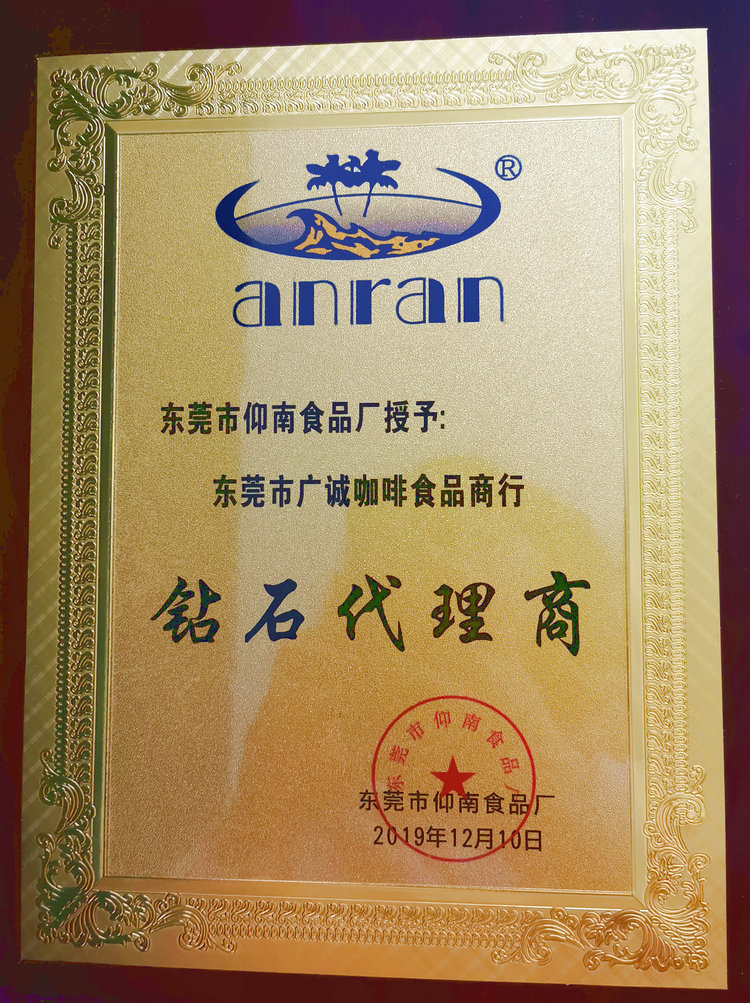 ®
anran
东莞市仰南食品厂授予:
东莞市广诚咖啡食品商行
钻石代理商
东莞市仰南食品厂
东莞市仰南食品厂
2019年12月10日